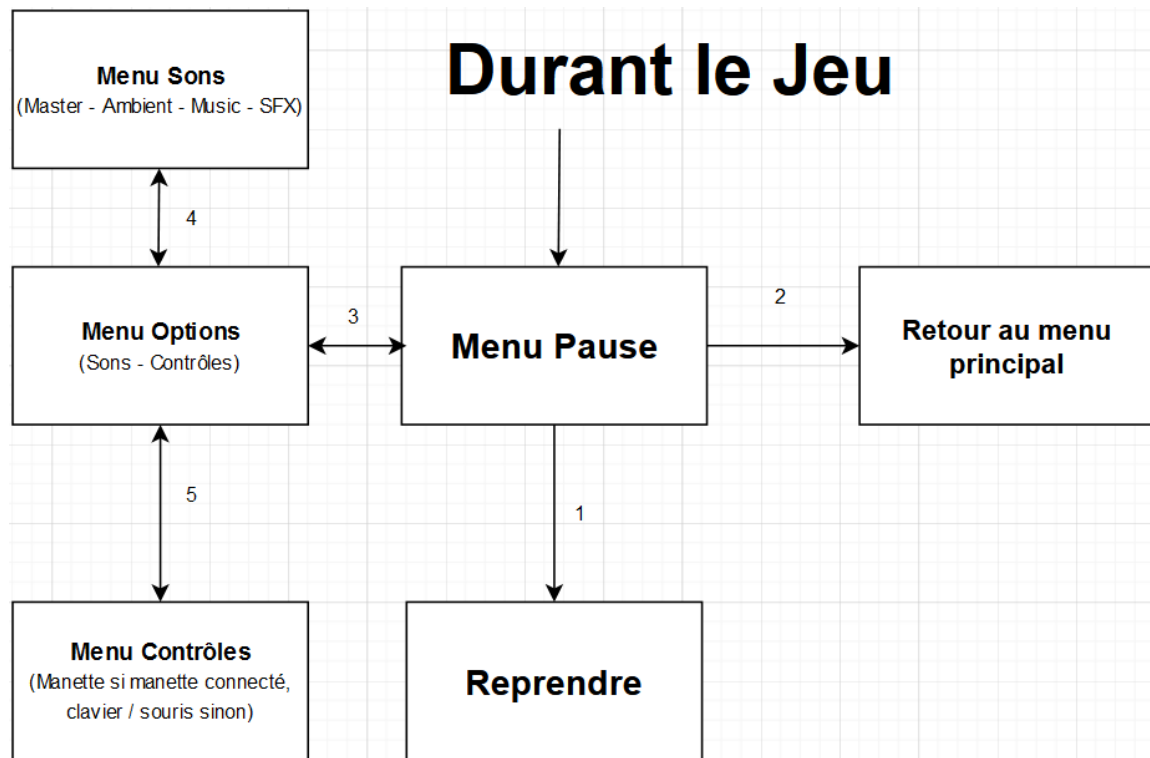 Durant le Jeu
Menu Sons
(Master - Ambient - Music - SFX)
4
Menu Options
(Sons - Contrôles)
3
Menu Pause
2
Retour au menu
principal
5
1
Menu Contrôles
(Manette si manette connecté,
clavier / souris sinon)
Reprendre